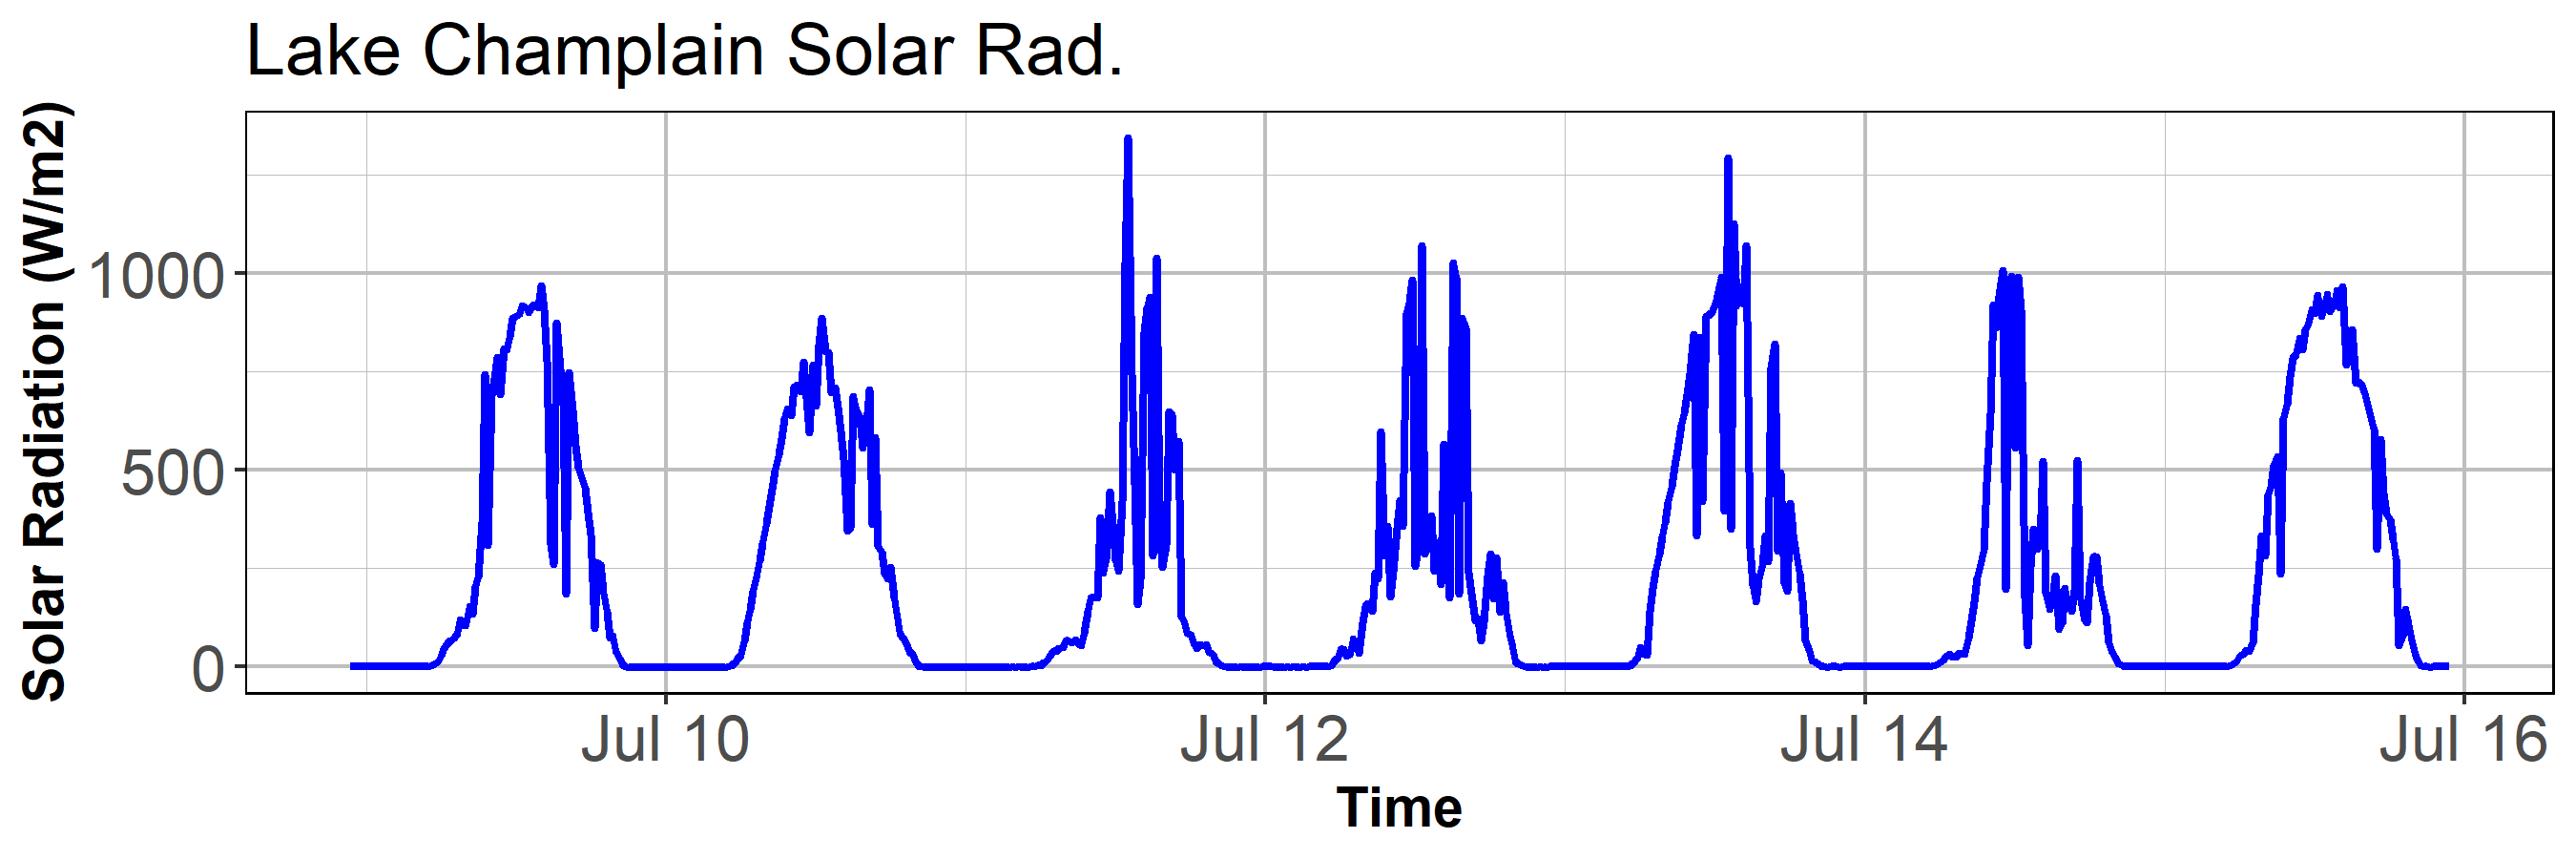 Lake Champlain Solar Rad.
Solar Radiation (W/m2)
1000
500
0
Jul 10 Jul 12 Jul 14 Jul 16
Time